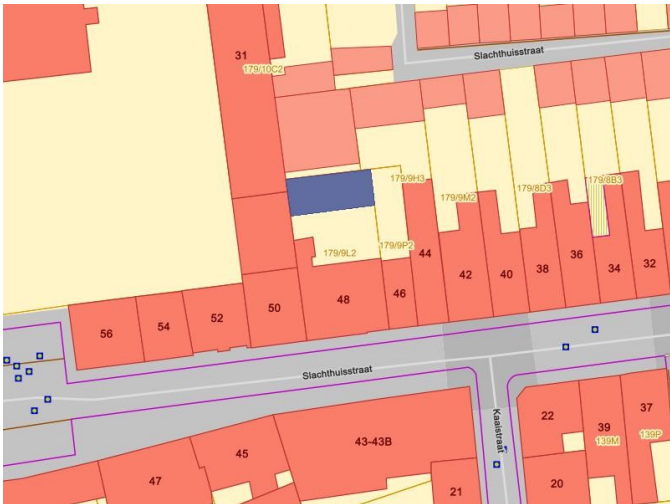 31
179/10C2
Slachthuisstraat
179/9H3
179/9M2
179/8D3
179/8B3
179/9L2
179/9P2
44
42
40
38
36
34
32
56
54
52
50
48
46
Slachthuisstraat
Kaaistraat
47
45
43-43B
21
22
20
39
139M
37
139P